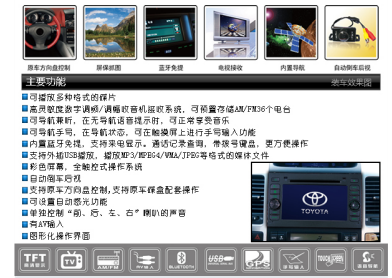 原车方向盘控制 屏保抓图 蓝牙免提 电视接收 内置导航 自动倒车后视
主要功能 装车效果图
可播放多种格式的碟片
高灵敏度数字调频/调幅收音机接收系统，可预置存储AM/FM36个电台
可导航兼听，在无导航语音提示时，可正常享受音乐
可导航手写，在导航状态，可在触摸屏上进行手写输入功能
内置蓝牙免提，支持来电显示。通话记录查询，带拨号键盘，更方便操作
支持外插USB播放，播放MP3/MPEG4/WMA/JPEG等格式的媒体文件
彩色屏幕，全触控式操作系统
自动倒车后视
支持原车方向盘控制，支持原车碟盒配套操作
可设置自动感光功能
单独控制“前、后、左、右”喇叭的声音
有AV输入
图形化操作界面
TOYOTA
TFT TV AM/FM BLUETOOTH USB GPS TOUCH SCREEN